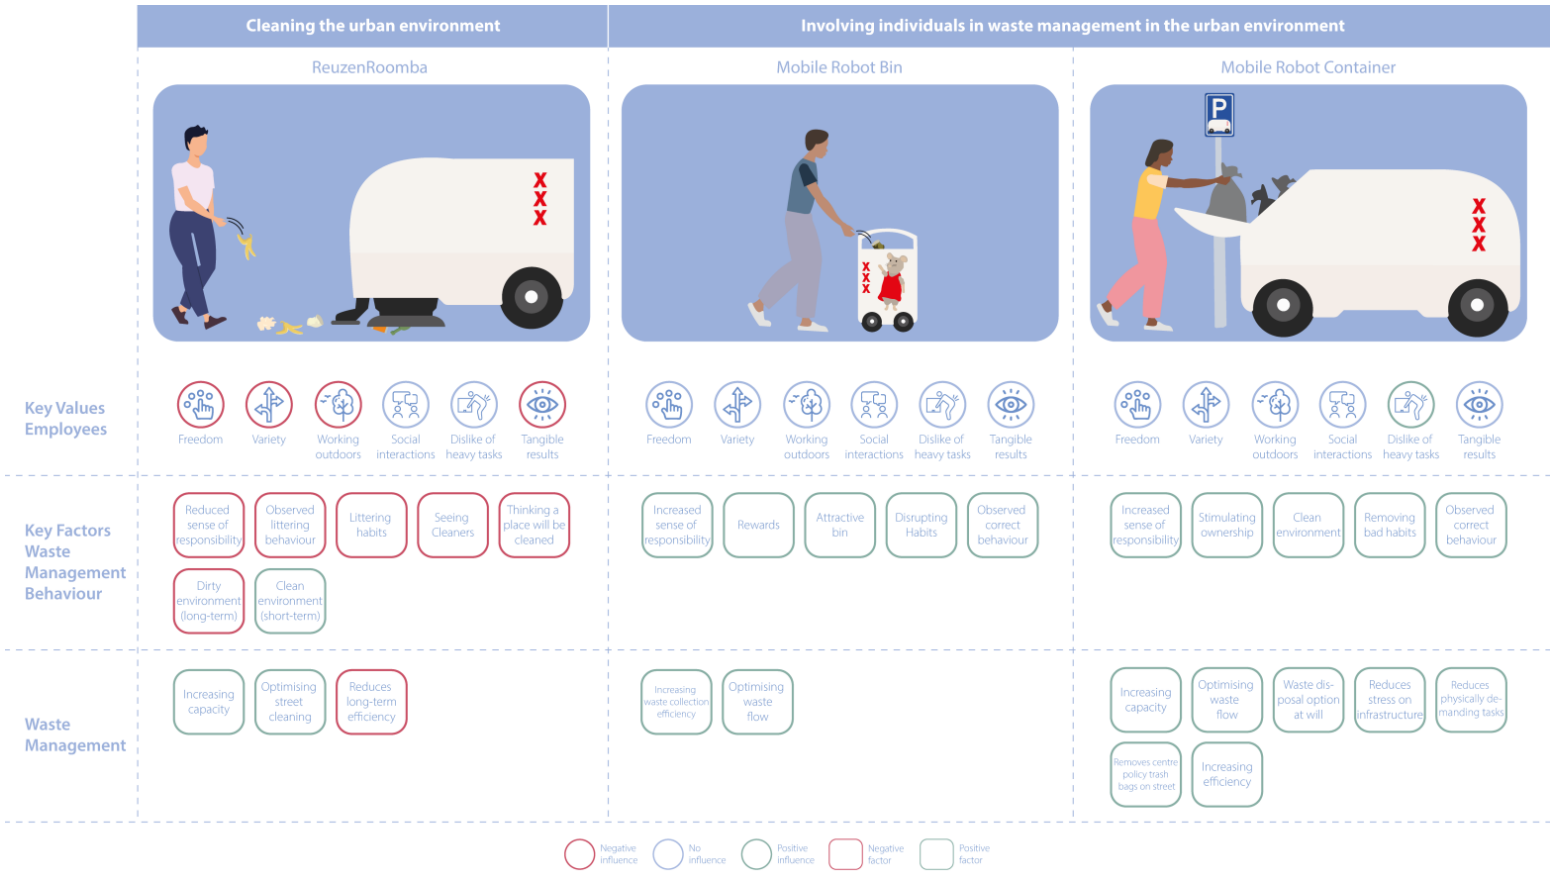 Cleaning the urban environment
Involving individuals in waste management in the urban environment
ReuzenRoomba
Mobile Robot Bin
Mobile Robot Container
X
X
X
X
X
X
P
X
X
X
Key Values
Employees
Freedom
Variety
Working
outdoors
Social
interactions
Dislike of
heavy tasks
Tangible
results
Freedom
Variety
Working
outdoors
Social
interactions
Dislike of
heavy tasks
Tangible
results
Freedom
Variety
Working
outdoors
Social
interactions
Dislike of
heavy tasks
Tangible
results
Key Factors
Waste
Management
Behaviour
Reduced
sense of
responsibility
Observed
littering
behaviour
Littering
habits
Seeing
Cleaners
Thinking a
place will be
cleaned
Dirty
environment
(long-term)
Clean
environment
(short-term)
Increased
sense of
responsibility
Rewards
Attractive
bin
Disrupting
Habits
Observed
correct
behaviour
Increased
sense of
responsibility
Stimulating
ownership
Clean
environment
Removing
bad habits
Observed
correct
behaviour
Waste
Management
Increasing
capacity
Optimising
street
cleaning
Reduces
long-term
efficiency
Increasing
waste collection
efficiency
Optimising
waste
flow
Increasing
capacity
Optimising
waste
flow
Waste dis-
posal option
at will
Reduces
stress on
infrastructure
Reduces
physically de-
manding tasks
Removes centre
policy trash
bags on street
Increasing
efficiency
Negative
influence
No
influence
Positive
influence
Negative
factor
Positive
factor